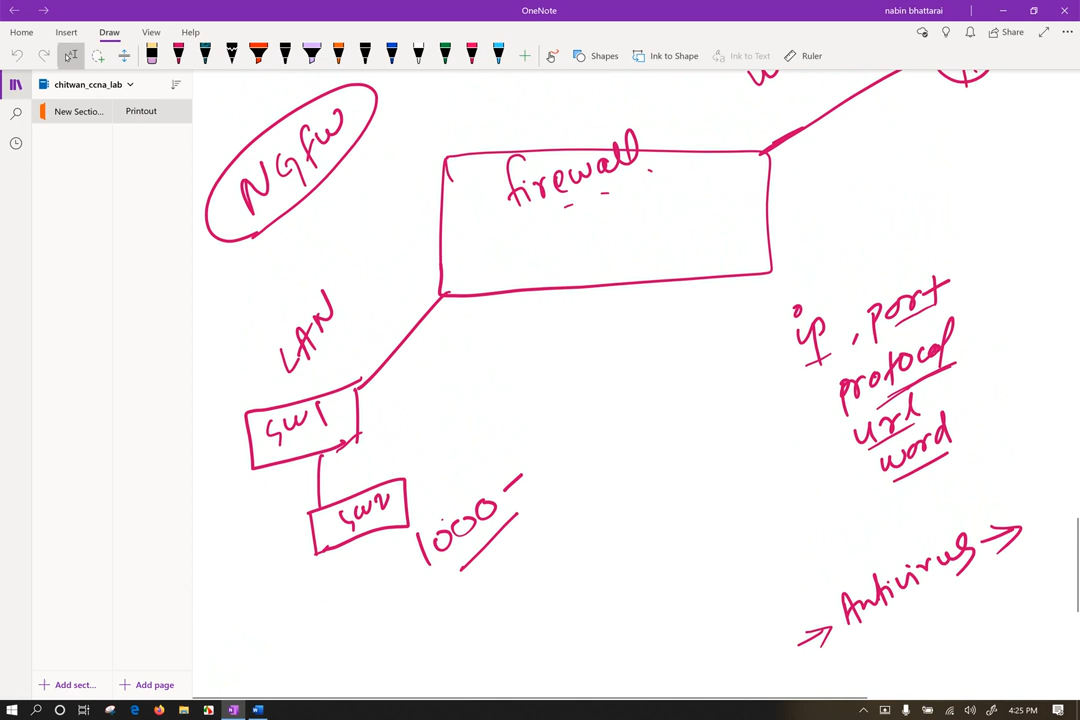 OneNote
nabin bhattarai
Home Insert Draw View Help
Share
Shapes
Ink to Shape
Ink to Text
Ruler
chitwan_ccna_lab
New Sectio...
Printout
NGfw
firewall
LAN
SW1
SW2
1000
ip, port
protocol
url
word
Antivirus
Add sect...
Add page
4:25 PM